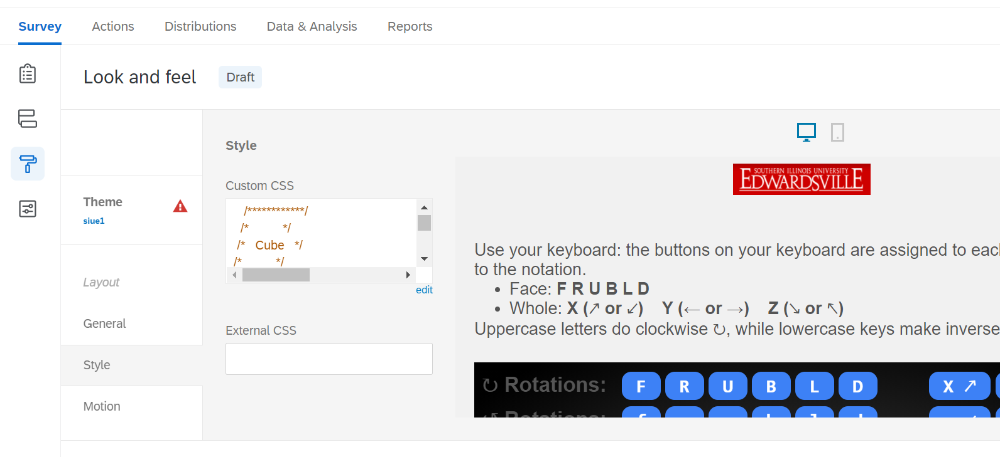 Survey Actions Distributions Data & Analysis Reports
Look and feel Draft
Theme
siue1
Layout
General
Style
Motion
Style
Custom CSS
/************/
/* */
/* Cube */
/* */
edit
External CSS
SOUTHERN ILLINOIS UNIVERSITY
EDWARDSVILLE
Use your keyboard: the buttons on your keyboard are assigned to eac
to the notation.
• Face: F R U B L D
• Whole: X (↗ or ↙) Y (← or →) Z (↘ or ↖)
Uppercase letters do clockwise ↻, while lowercase keys make inverse
↻ Rotations: F R U B L D X ↗
↺ Rotations: